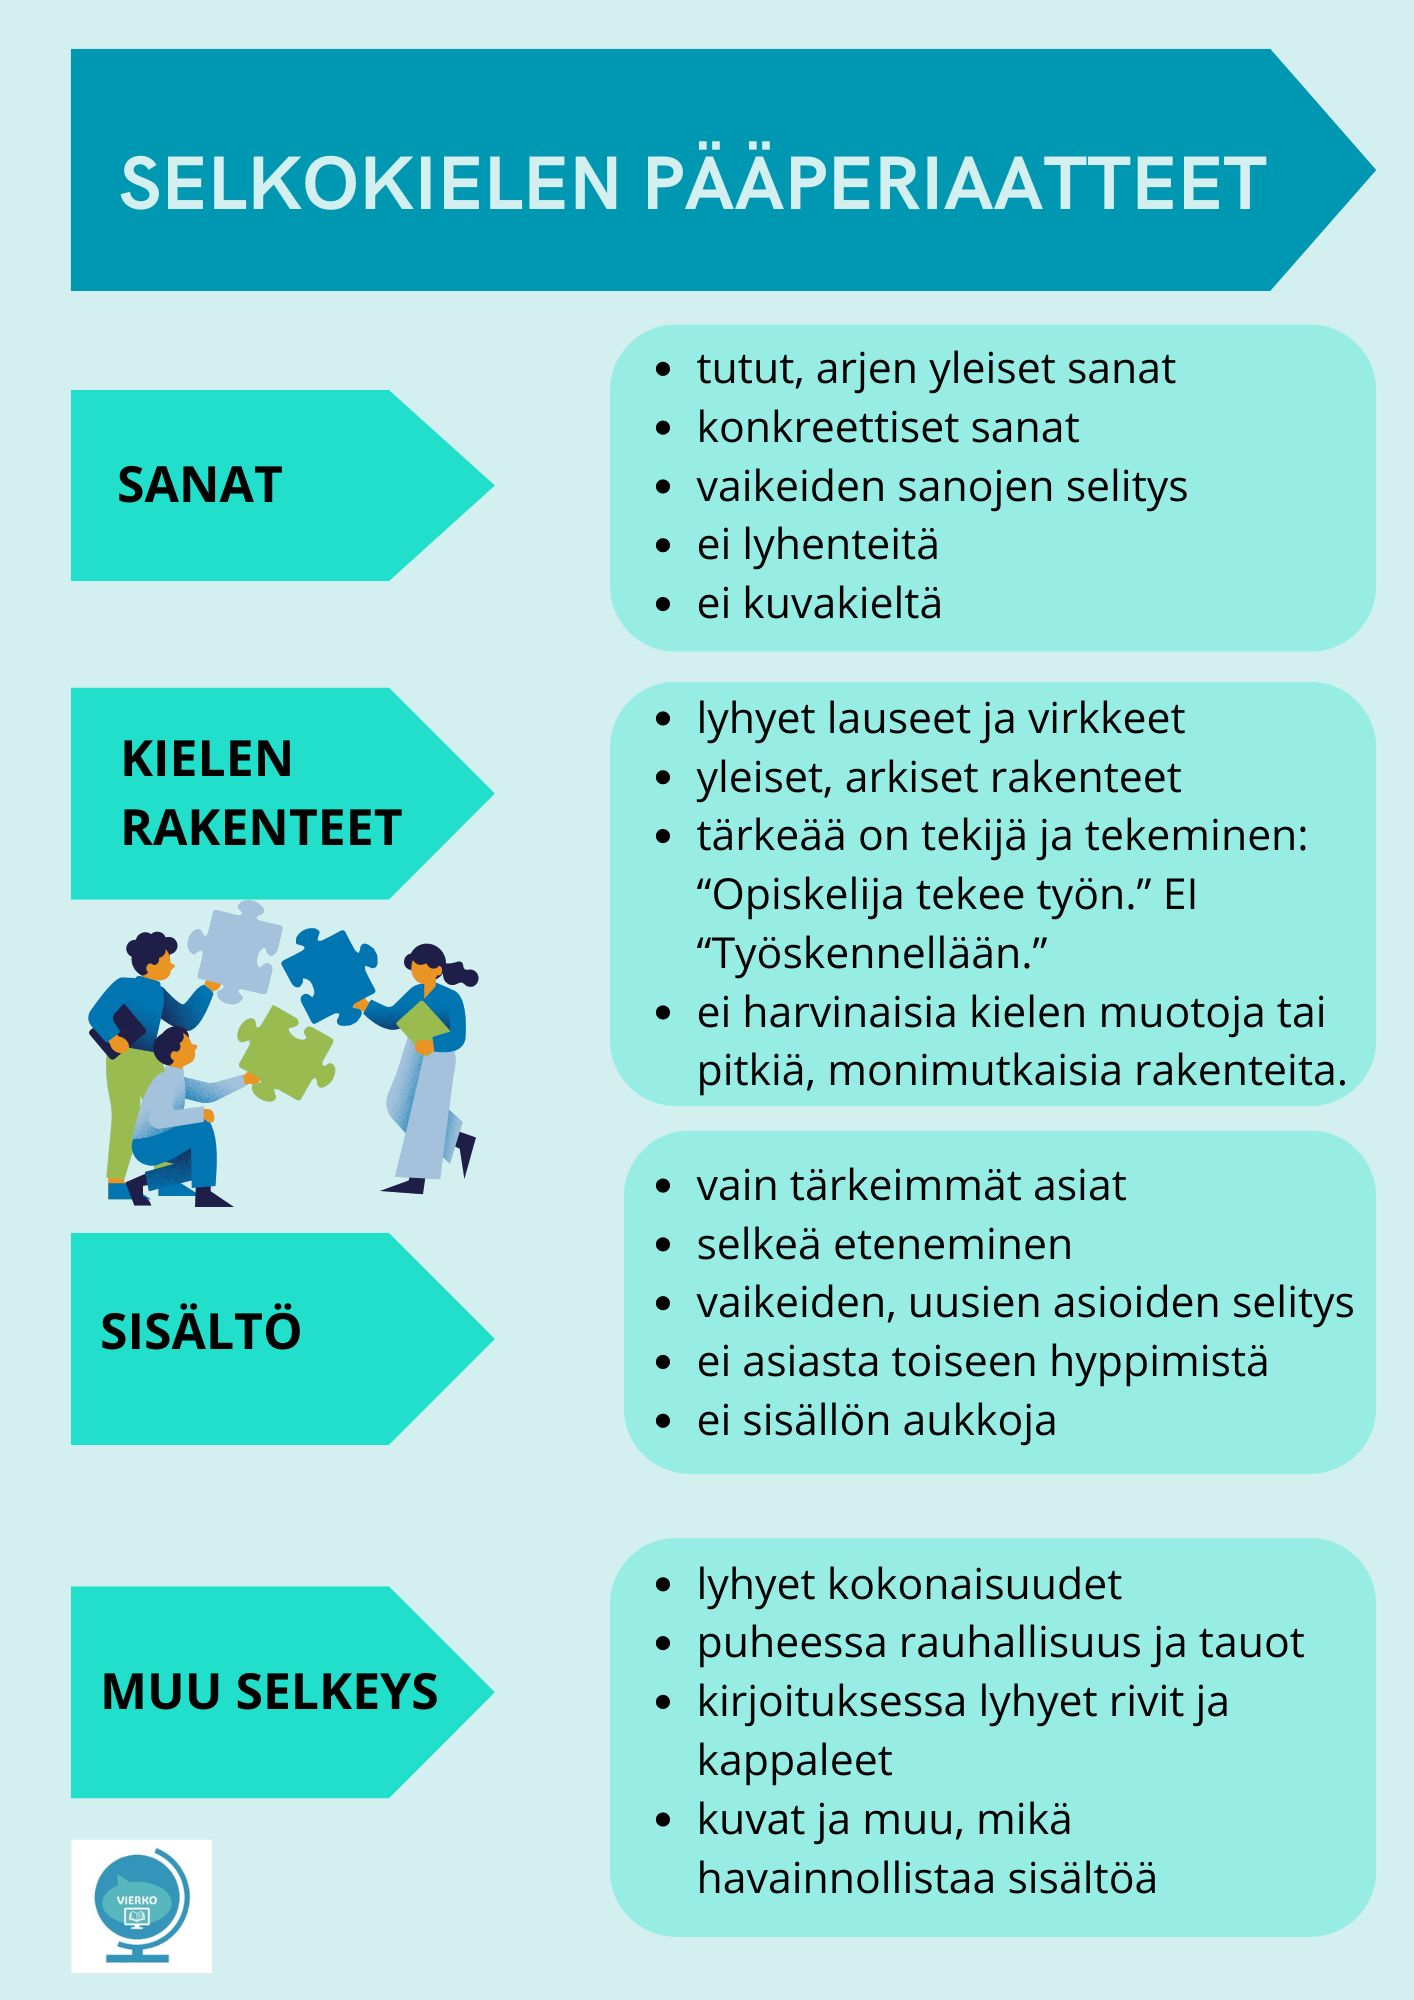 SELKOKIELEN PÄÄPERIAATTEET
SANAT
• tutut, arjen yleiset sanat
• konkreettiset sanat
• vaikeiden sanojen selitys
• ei lyhenteitä
• ei kuvakieltä
KIELEN
RAKENTEET
• lyhyet lauseet ja virkkeet
• yleiset, arkiset rakenteet
• tärkeää on tekijä ja tekeminen:
“Opiskelija tekee työn.” EI
“Työskennellään.”
• ei harvinaisia kielen muotoja tai
pitkiä, monimutkaisia rakenteita.
SISÄLTÖ
• vain tärkeimmät asiat
• selkeä eteneminen
• vaikeiden, uusien asioiden selitys
• ei asiasta toiseen hyppimistä
• ei sisällön aukkoja
MUU SELKEYS
• lyhyet kokonaisuudet
• puheessa rauhallisuus ja tauot
• kirjoituksessa lyhyet rivit ja
kappaleet
• kuvat ja muu, mikä
havainnollistaa sisältöä
VIERKO